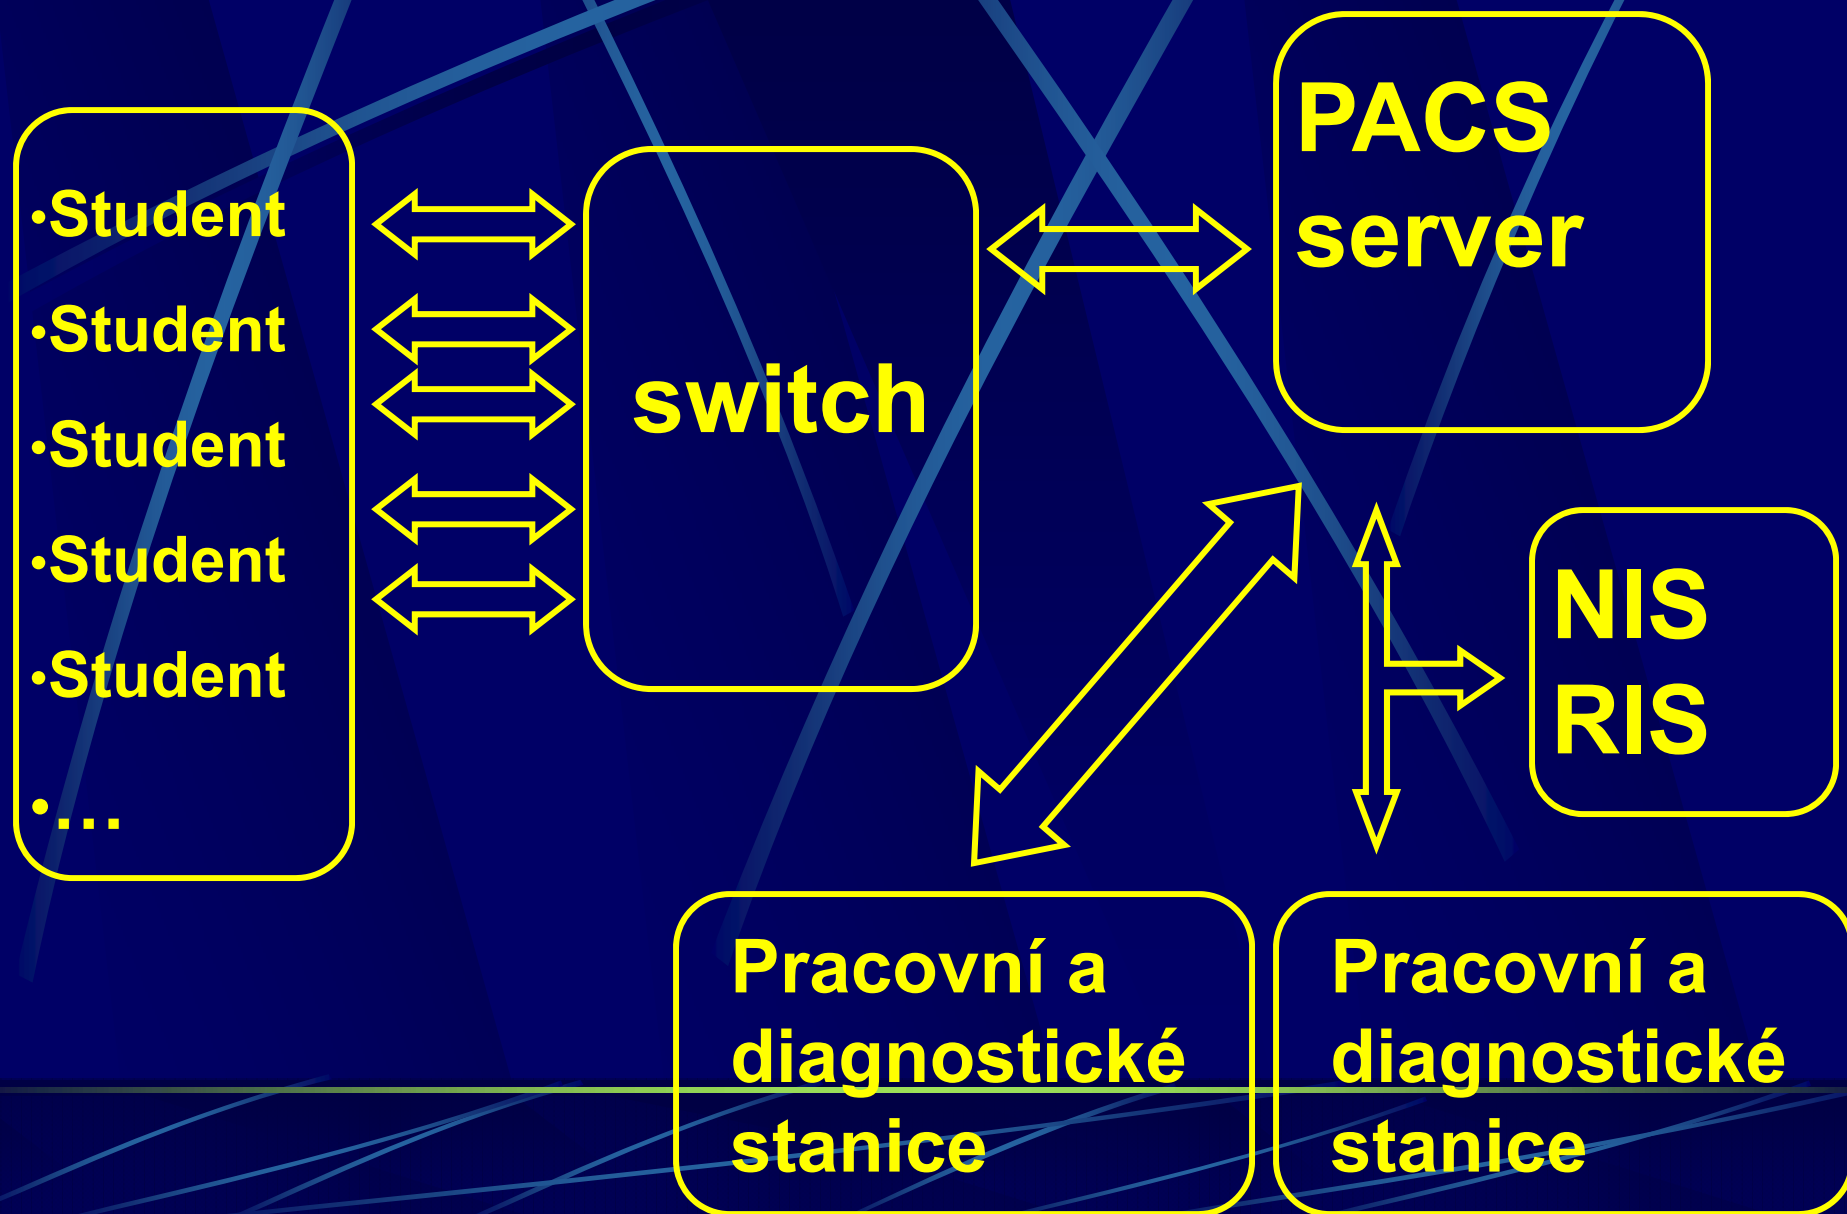 •Student
•Student
•Student
•Student
•Student
•...
switch
PACS
server
NIS
RIS
Pracovní a
diagnostické
stanice
Pracovní a
diagnostické
stanice